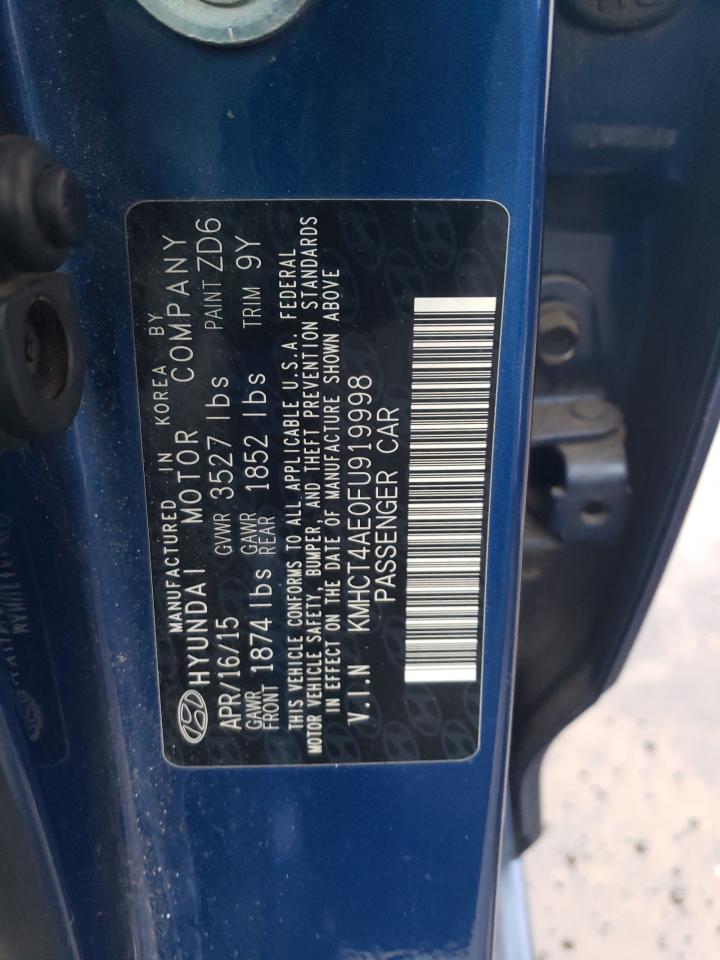 MANUFACTURED IN KOREA BY
HYUNDAI MOTOR COMPANY
APR/16/15 GVWR 3527 lbs PAINT ZD6
GAWR FRONT 1874 lbs GAWR REAR 1852 lbs TRIM 9Y
THIS VEHICLE CONFORMS TO ALL APPLICABLE U.S.A. FEDERAL
MOTOR VEHICLE SAFETY, BUMPER, AND THEFT PREVENTION STANDARDS
IN EFFECT ON THE DATE OF MANUFACTURE SHOWN ABOVE
V.I.N KMHCT4AE0FU919998
PASSENGER CAR